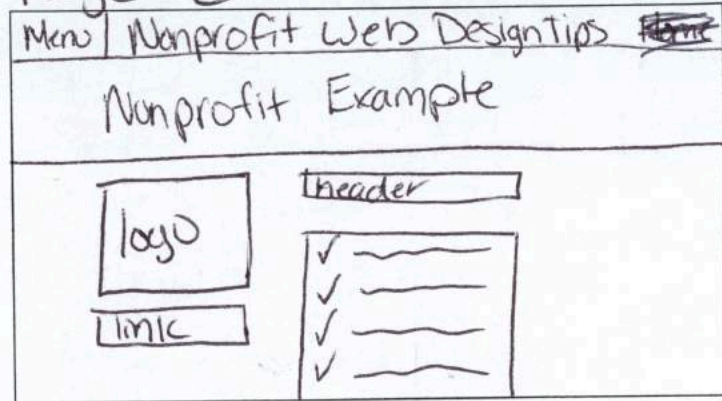 Menu Nonprofit Web Design Tips
Nonprofit Example
logo
header
link
✓
✓
✓
✓